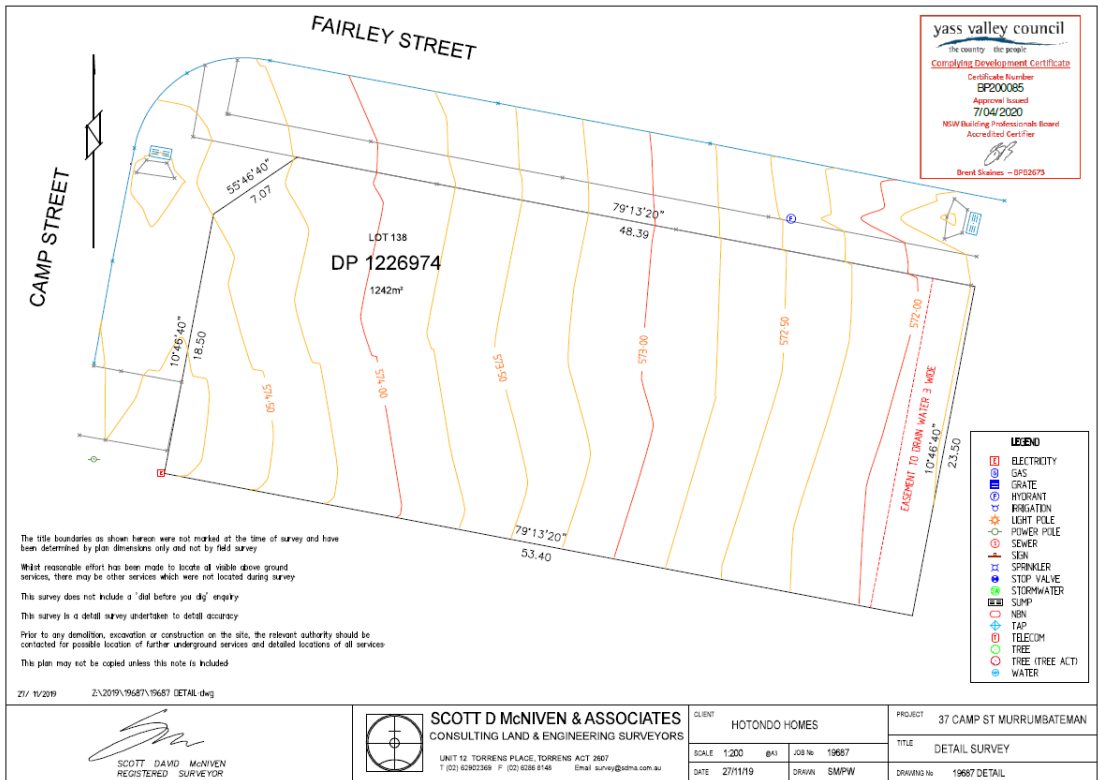 FAIRLEY STREET
yass valley council
the country the people
Complying Development Certificate
Certificate Number
BP200085
Approval Issued
7/04/2020
NSW Building Professionals Board
Accredited Certifier
Brent Skaines - BPB2673
CAMP STREET
55°46'40"
7.07
79°13'20"
48.39
LOT 138
DP 1226974
1242m²
10°46'40"
18.50
574·50
574·00
573·50
573·00
572·50
572·00
EASEMENT TO DRAIN WATER 3 WIDE
10°46'40"
23.50
79°13'20"
53.40
E
F
LEGEND
E ELECTRICITY
G GAS
GRATE
F HYDRANT
IRRIGATION
LIGHT POLE
POWER POLE
S SEWER
SIGN
SPRINKLER
STOP VALVE
STORMWATER
SUMP
NBN
TAP
T TELECOM
TREE
TREE (TREE ACT)
WATER
The title boundaries as shown hereon were not marked at the time of survey and have
been determined by plan dimensions only and not by field survey
Whilst reasonable effort has been made to locate all visible above ground
services, there may be other services which were not located during survey
This survey does not include a 'dial before you dig' enquiry
This survey is a detail survey undertaken to detail accuracy
Prior to any demolition, excavation or construction on the site, the relevant authority should be
contacted for possible location of further underground services and detailed locations of all services·
This plan may not be copied unless this note is included·
27/ 11/2019 Z:\2019\19687\19687 DETAIL·dwg
SCOTT DAVID McNIVEN
REGISTERED SURVEYOR
SCOTT D McNIVEN & ASSOCIATES
CONSULTING LAND & ENGINEERING SURVEYORS
UNIT 12 TORRENS PLACE, TORRENS ACT 2607
T (02) 62902369 F (02) 6286 8148 Email survey@sdma.com.au
CLIENT
HOTONDO HOMES
SCALE 1:200 @A3 JOB No 19687
DATE 27/11/19 DRAWN SM/PW
PROJECT 37 CAMP ST MURRUMBATEMAN
TITLE
DETAIL SURVEY
DRAWING No 19687 DETAIL